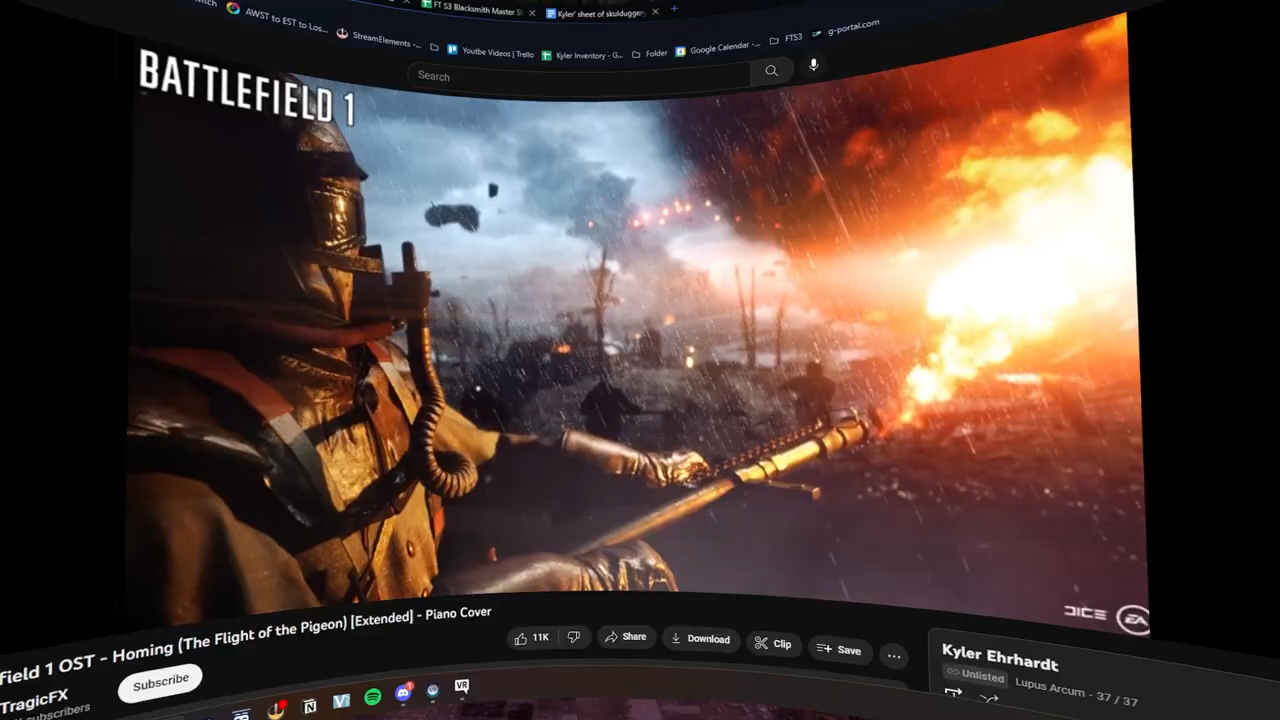 FT S3 Blacksmith Master S
Kyler' sheet of skulduggery
AWST to EST to Los...
StreamElements -...
Youtbe Videos | Trello
Kyler Inventory - G...
Folder
Google Calendar -...
FTS3
g-portal.com
Search
BATTLEFIELD 1
DICE EA
Field 1 OST - Homing (The Flight of the Pigeon) [Extended] - Piano Cover
TragicFX
subscribers
Subscribe
11K
Share
Download
Clip
Save
Kyler Ehrhardt
Unlisted
Lupus Arcum - 37 / 37
1
VR